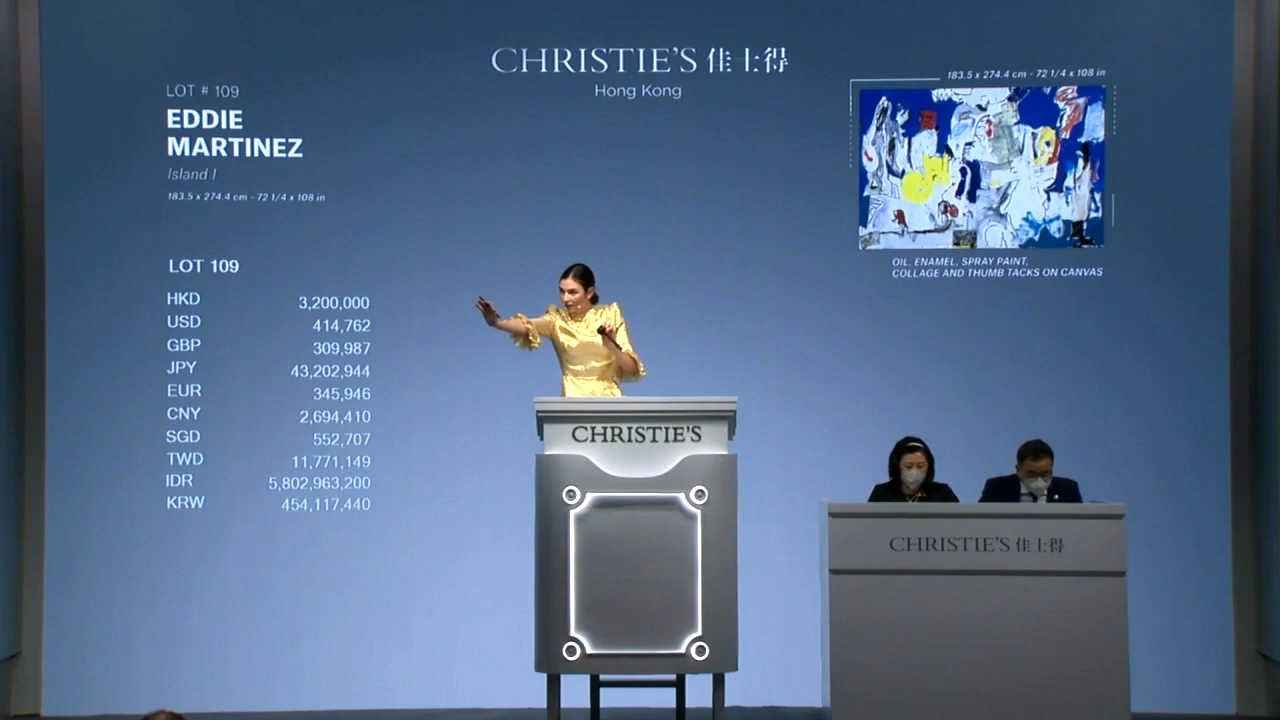 CHRISTIE'S 佳士得
Hong Kong
LOT # 109
EDDIE
MARTINEZ
Island I
183.5 x 274.4 cm - 72 1/4 x 108 in
183.5 x 274.4 cm - 72 1/4 x 108 in
OIL, ENAMEL, SPRAY PAINT,
COLLAGE AND THUMB TACKS ON CANVAS
LOT 109
HKD 3,200,000
USD 414,762
GBP 309,987
JPY 43,202,944
EUR 345,946
CNY 2,694,410
SGD 552,707
TWD 11,771,149
IDR 5,802,963,200
KRW 454,117,440
CHRISTIE'S
CHRISTIE'S 佳士得